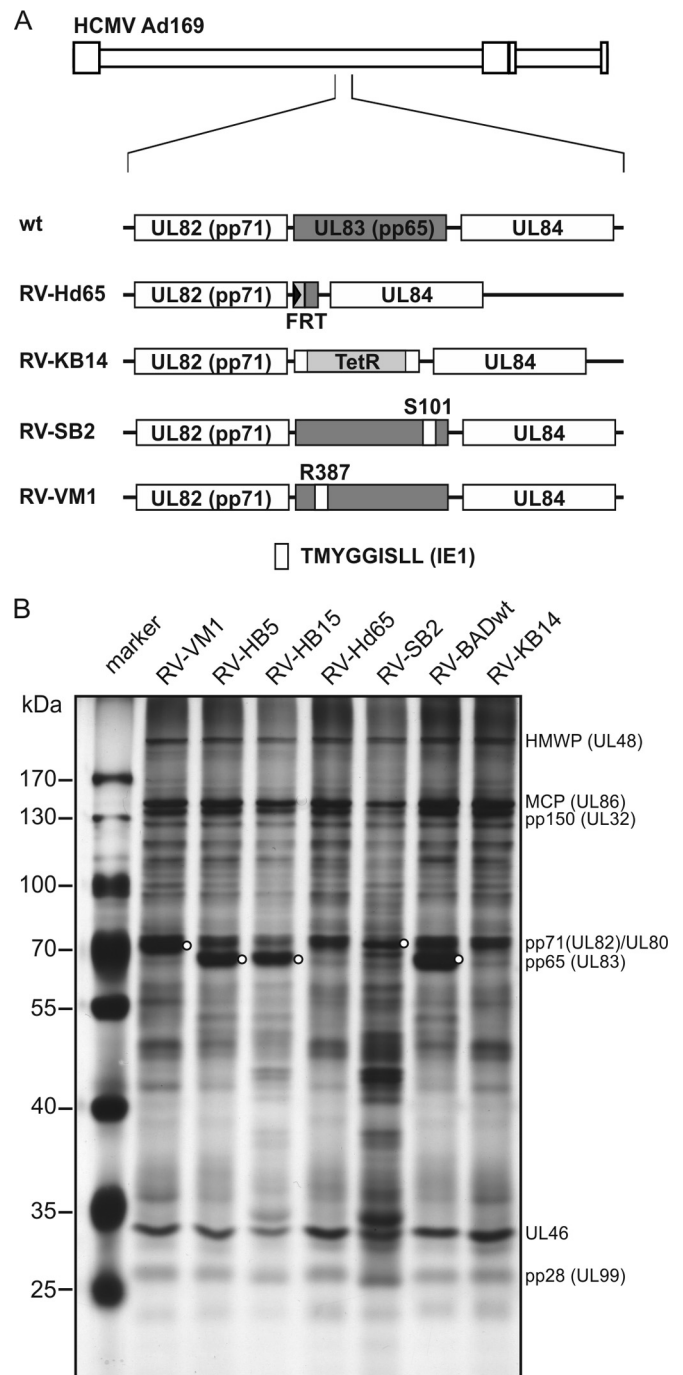 A
HCMV Ad169
wt
UL82 (pp71) UL83 (pp65) UL84
RV-Hd65
UL82 (pp71) UL84
FRT
RV-KB14
UL82 (pp71) TetR UL84
S101
RV-SB2
UL82 (pp71) UL84
R387
RV-VM1
UL82 (pp71) UL84
TMYGGISLL (IE1)
B
marker RV-VM1 RV-HB5 RV-HB15 RV-Hd65 RV-SB2 RV-BADwt RV-KB14
kDa
HMWP (UL48)
170
MCP (UL86)
130
pp150 (UL32)
100
pp71(UL82)/UL80
70
pp65 (UL83)
55
40
35
UL46
pp28 (UL99)
25